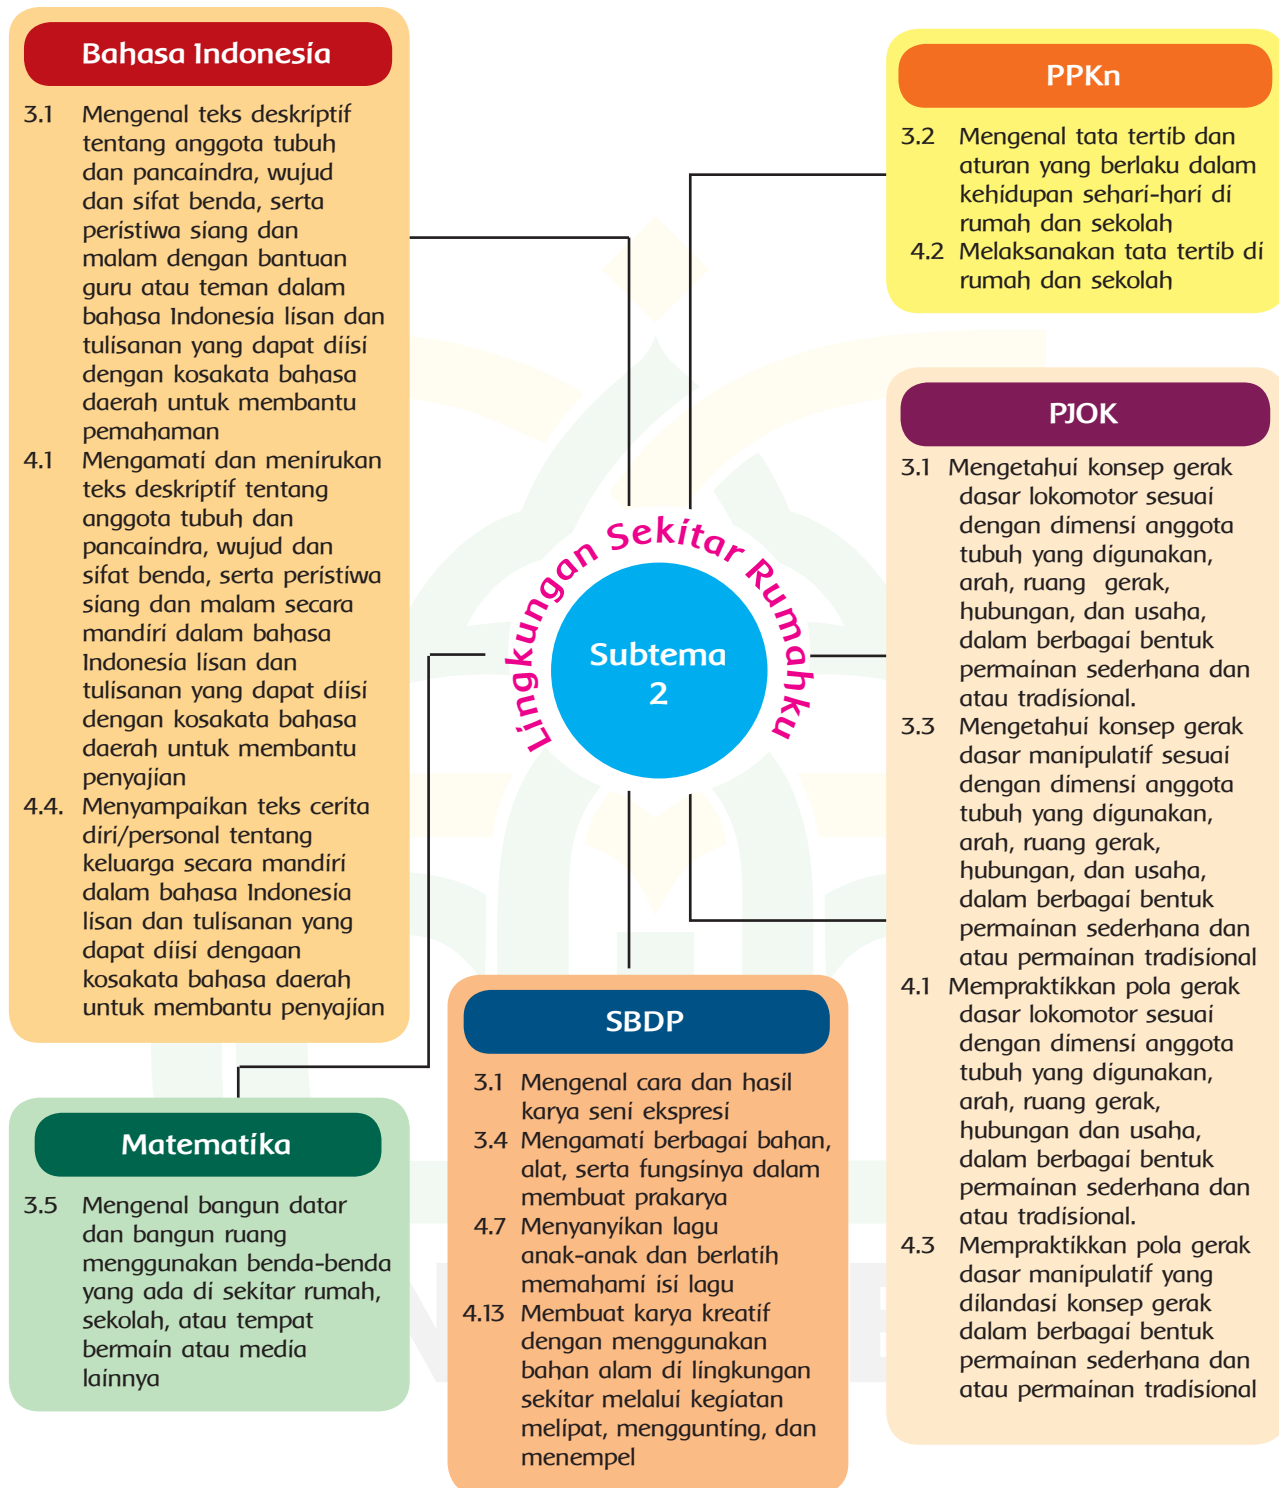 Bahasa Indonesia
3.1 Mengenal teks deskriptif
tentang anggota tubuh
dan pancaindra, wujud
dan sifat benda, serta
peristiwa siang dan
malam dengan bantuan
guru atau teman dalam
bahasa Indonesia lisan dan
tulisanan yang dapat diisi
dengan kosakata bahasa
daerah untuk membantu
pemahaman
4.1 Mengamati dan menirukan
teks deskriptif tentang
anggota tubuh dan
pancaindra, wujud dan
sifat benda, serta peristiwa
siang dan malam secara
mandiri dalam bahasa
Indonesia lisan dan
tulisanan yang dapat diisi
dengan kosakata bahasa
daerah untuk membantu
penyajian
4.4. Menyampaikan teks cerita
diri/personal tentang
keluarga secara mandiri
dalam bahasa Indonesia
lisan dan tulisanan yang
dapat diisi dengaan
kosakata bahasa daerah
untuk membantu penyajian
PPKn
3.2 Mengenal tata tertib dan
aturan yang berlaku dalam
kehidupan sehari-hari di
rumah dan sekolah
4.2 Melaksanakan tata tertib di
rumah dan sekolah
Lingkungan Sekitar Rumahku
Subtema
2
PJOK
3.1 Mengetahui konsep gerak
dasar lokomotor sesuai
dengan dimensi anggota
tubuh yang digunakan,
arah, ruang gerak,
hubungan, dan usaha,
dalam berbagai bentuk
permainan sederhana dan
atau tradisional.
3.3 Mengetahui konsep gerak
dasar manipulatif sesuai
dengan dimensi anggota
tubuh yang digunakan,
arah, ruang gerak,
hubungan, dan usaha,
dalam berbagai bentuk
permainan sederhana dan
atau permainan tradisional
4.1 Mempraktikkan pola gerak
dasar lokomotor sesuai
dengan dimensi anggota
tubuh yang digunakan,
arah, ruang gerak,
hubungan dan usaha,
dalam berbagai bentuk
permainan sederhana dan
atau tradisional.
4.3 Mempraktikkan pola gerak
dasar manipulatif yang
dilandasi konsep gerak
dalam berbagai bentuk
permainan sederhana dan
atau permainan tradisional
Matematika
3.5 Mengenal bangun datar
dan bangun ruang
menggunakan benda-benda
yang ada di sekitar rumah,
sekolah, atau tempat
bermain atau media
lainnya
SBDP
3.1 Mengenal cara dan hasil
karya seni ekspresi
3.4 Mengamati berbagai bahan,
alat, serta fungsinya dalam
membuat prakarya
4.7 Menyanyikan lagu
anak-anak dan berlatih
memahami isi lagu
4.13 Membuat karya kreatif
dengan menggunakan
bahan alam di lingkungan
sekitar melalui kegiatan
melipat, menggunting, dan
menempel